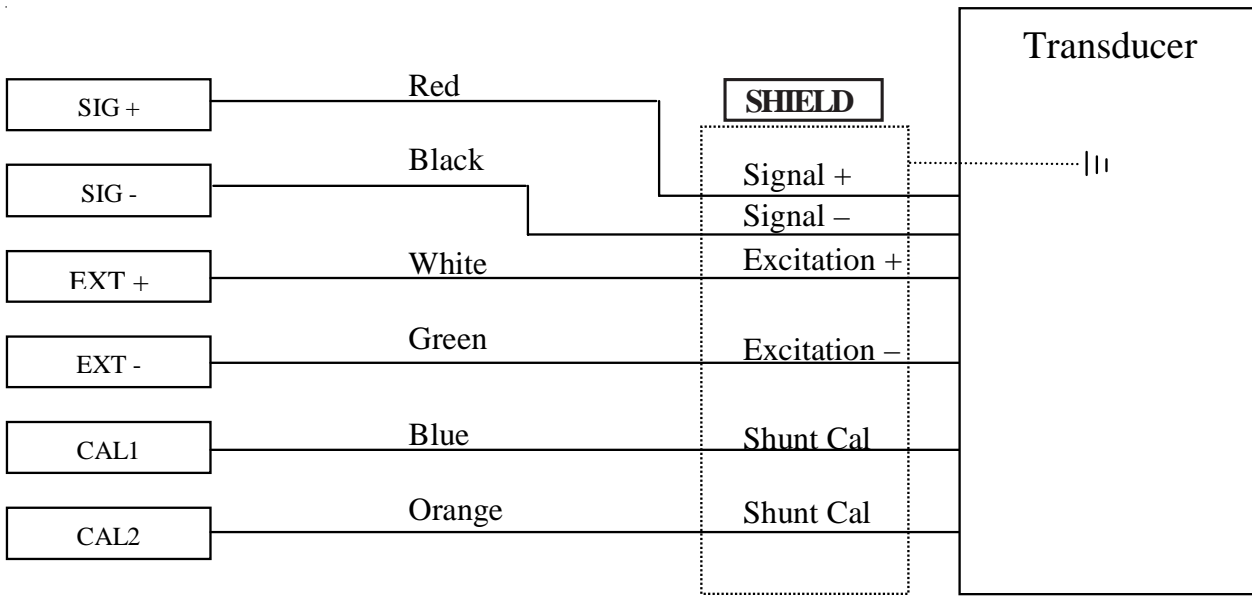 Transducer
SIG +
Red
SHIELD
SIG -
Black
Signal +
Signal –
EXT +
White
Excitation +
EXT -
Green
Excitation –
CAL1
Blue
Shunt Cal
CAL2
Orange
Shunt Cal